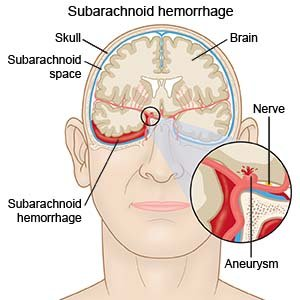 Subarachnoid hemorrhage
Skull
Brain
Subarachnoid
space
Nerve
Subarachnoid
hemorrhage
Aneurysm